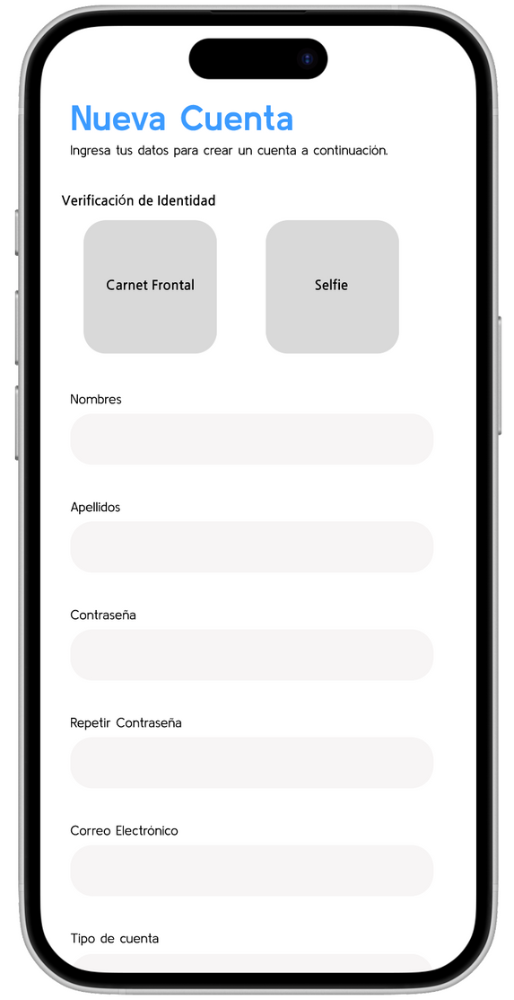 Nueva Cuenta
Ingresa tus datos para crear un cuenta a continuación.
Verificación de Identidad
Carnet Frontal
Selfie
Nombres
Apellidos
Contraseña
Repetir Contraseña
Correo Electrónico
Tipo de cuenta